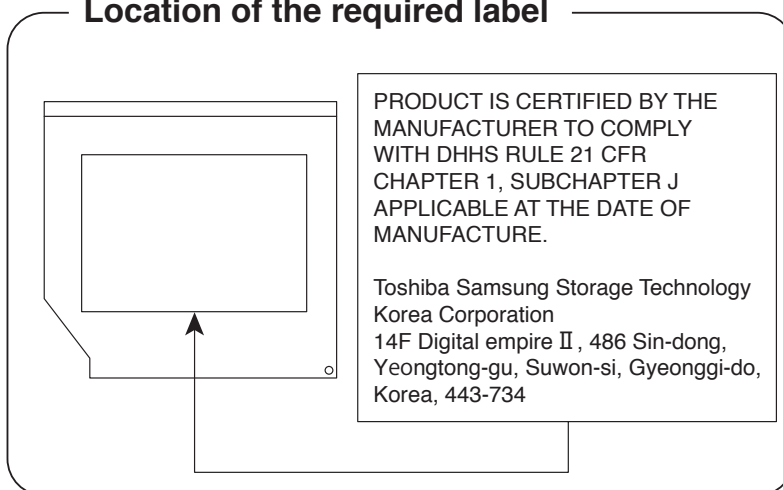 Location of the required label
PRODUCT IS CERTIFIED BY THE
MANUFACTURER TO COMPLY
WITH DHHS RULE 21 CFR
CHAPTER 1, SUBCHAPTER J
APPLICABLE AT THE DATE OF
MANUFACTURE.
Toshiba Samsung Storage Technology
Korea Corporation
14F Digital empire Ⅱ, 486 Sin-dong,
Yeongtong-gu, Suwon-si, Gyeonggi-do,
Korea, 443-734